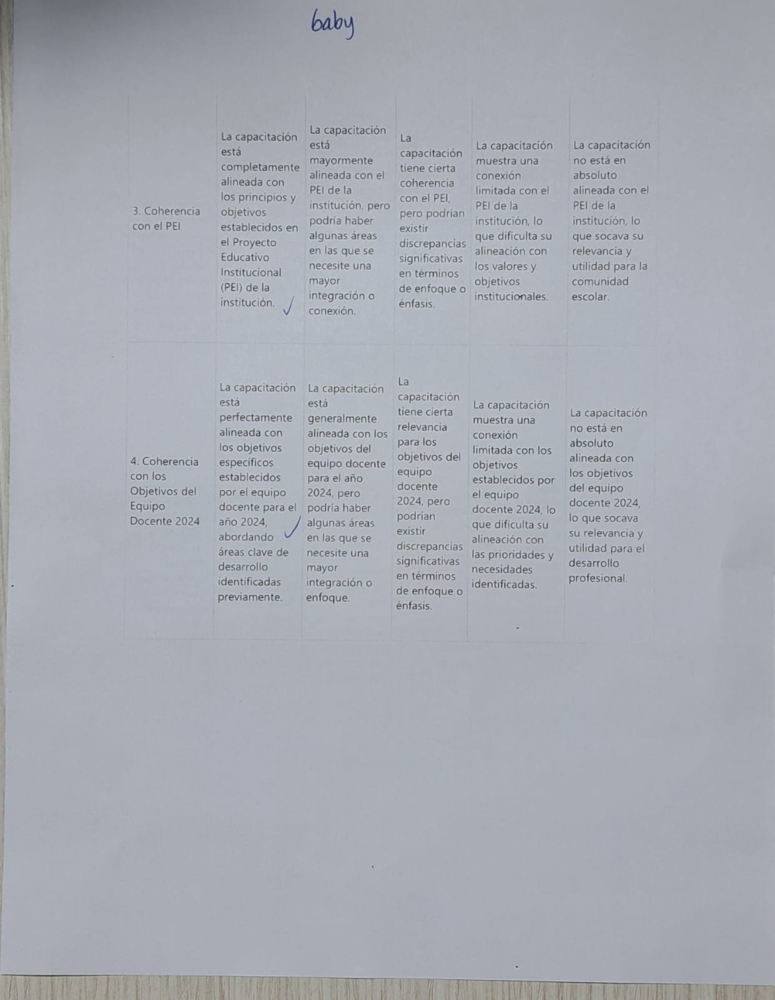 baby
3. Coherencia
con el PEI
La capacitación
está
completamente
alineada con
los principios y
objetivos
establecidos en
el Proyecto
Educativo
Institucional
(PEI) de la
institución.
La capacitación
está
mayormente
alineada con el
PEI de la
institución, pero
podría haber
algunas áreas
en las que se
necesite una
mayor
integración o
conexión.
La
capacitación
tiene cierta
coherencia
con el PEI,
pero podrían
existir
discrepancias
significativas
en términos
de enfoque o
énfasis.
La capacitación
muestra una
conexión
limitada con el
PEI de la
institución, lo
que dificulta su
alineación con
los valores y
objetivos
institucionales.
La capacitación
no está en
absoluto
alineada con el
PEI de la
institución, lo
que socava su
relevancia y
utilidad para la
comunidad
escolar.
4. Coherencia
con los
Objetivos del
Equipo
Docente 2024
La capacitación
está
perfectamente
alineada con
los objetivos
específicos
establecidos
por el equipo
docente para el
año 2024,
abordando
áreas clave de
desarrollo
identificadas
previamente.
La capacitación
está
generalmente
alineada con los
objetivos del
equipo docente
para el año
2024, pero
podría haber
algunas áreas
en las que se
necesite una
mayor
integración o
enfoque.
La
capacitación
tiene cierta
relevancia
para los
objetivos del
equipo
docente
2024, pero
podrían
existir
discrepancias
significativas
en términos
de enfoque o
énfasis.
La capacitación
muestra una
conexión
limitada con los
objetivos
establecidos por
el equipo
docente 2024, lo
que dificulta su
alineación con
las prioridades y
necesidades
identificadas.
La capacitación
no está en
absoluto
alineada con
los objetivos
del equipo
docente 2024,
lo que socava
su relevancia y
utilidad para el
desarrollo
profesional.